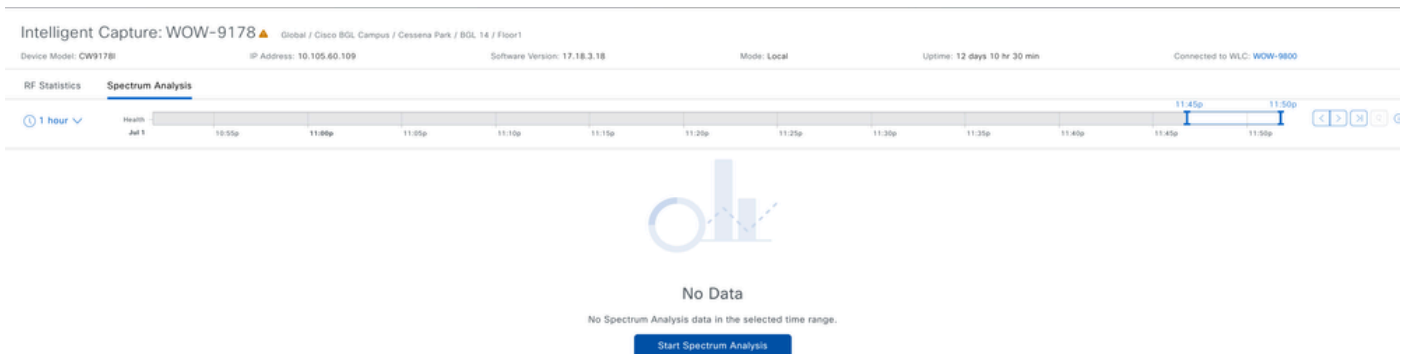 Intelligent Capture: WOW-9178 Global / Cisco BGL Campus / Cessena Park / BGL 14 / Floor1
Device Model: CW9178I IP Address: 10.105.60.109 Software Version: 17.18.3.18 Mode: Local Uptime: 12 days 10 hr 30 min Connected to WLC: WOW-9800
RF Statistics Spectrum Analysis
11:45p 11:50p
1 hour Health
Jul 1 10:55p 11:00p 11:05p 11:10p 11:15p 11:20p 11:25p 11:30p 11:35p 11:40p 11:45p 11:50p
No Data
No Spectrum Analysis data in the selected time range.
Start Spectrum Analysis